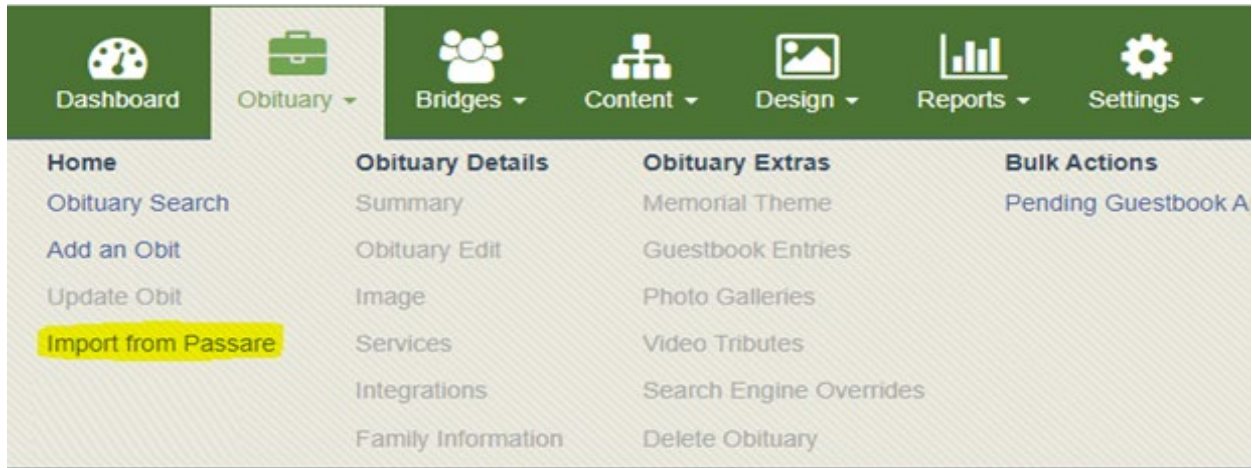 Dashboard
Obituary
Bridges
Content
Design
Reports
Settings
Home
Obituary Search
Add an Obit
Update Obit
Import from Passare
Obituary Details
Summary
Obituary Edit
Image
Services
Integrations
Family Information
Obituary Extras
Memorial Theme
Guestbook Entries
Photo Galleries
Video Tributes
Search Engine Overrides
Delete Obituary
Bulk Actions
Pending Guestbook A